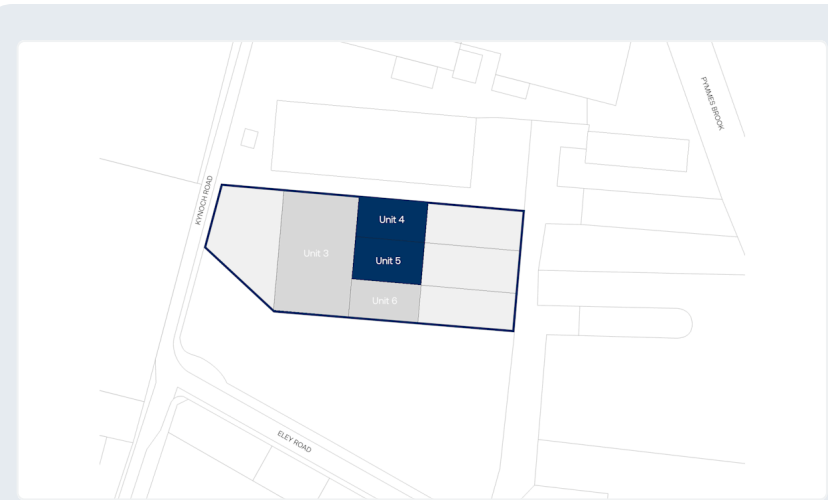 PYMMES BROOK
KYNOCH ROAD
Unit 4
Unit 3
Unit 5
Unit 6
ELEY ROAD